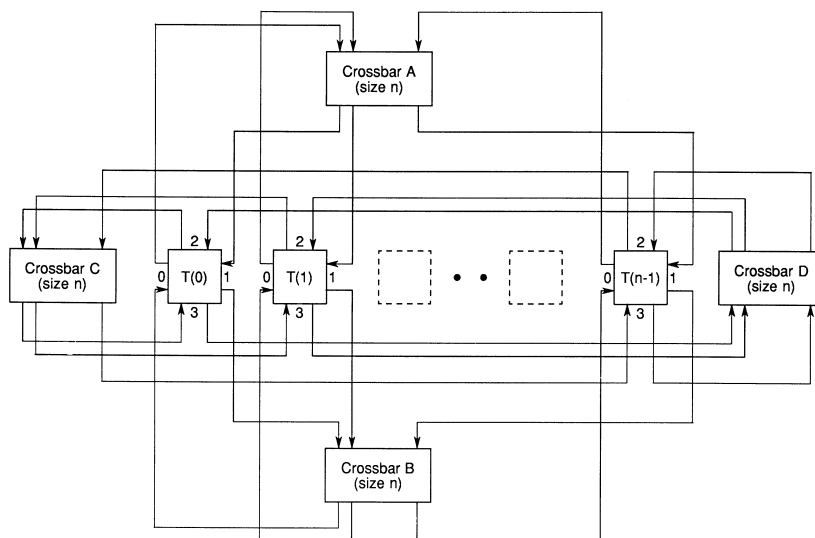 Crossbar A
(size n)
2
2
2
Crossbar C
(size n)
0
T(0)
1
0
T(1)
1
0
T(n-1)
1
Crossbar D
(size n)
3
3
3
Crossbar B
(size n)